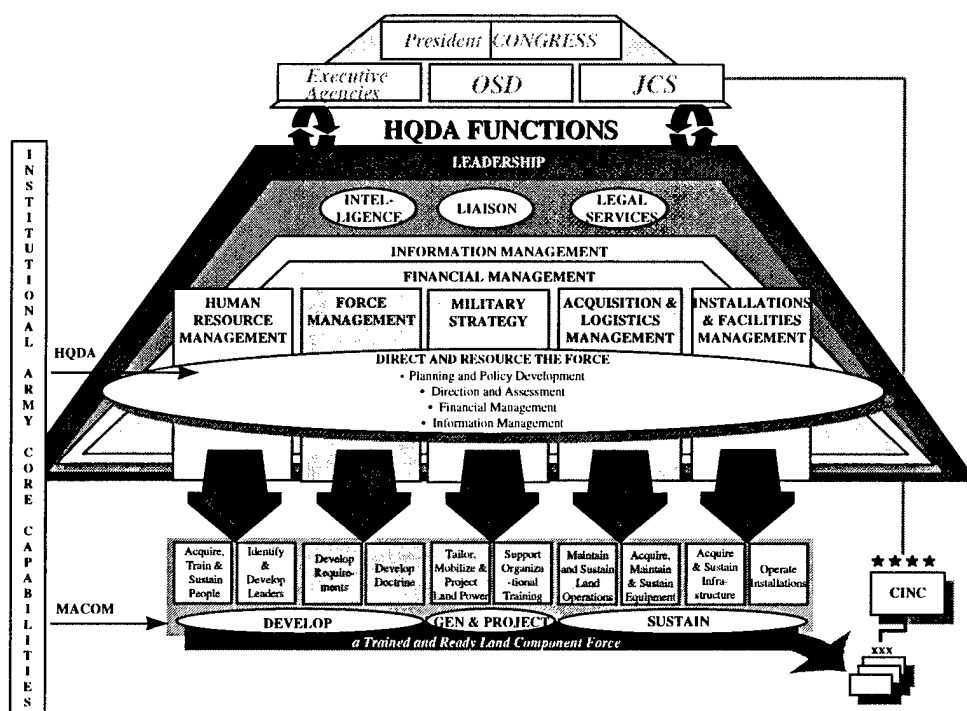 President CONGRESS
Executive
Agencies
OSD
JCS
HQDA FUNCTIONS
LEADERSHIP
INTEL-
LIGENCE
LIAISON
LEGAL
SERVICES
INFORMATION MANAGEMENT
FINANCIAL MANAGEMENT
HUMAN
RESOURCE
MANAGEMENT
FORCE
MANAGEMENT
MILITARY
STRATEGY
ACQUISITION &
LOGISTICS
MANAGEMENT
INSTALLATIONS
& FACILITIES
MANAGEMENT
INSTITUTIONAL ARMY CORE CAPABILITIES
HQDA
DIRECT AND RESOURCE THE FORCE
• Planning and Policy Development
• Direction and Assessment
• Financial Management
• Information Management
Acquire,
Train &
Sustain
People
Identify
&
Develop
Leaders
Develop
Require-
ments
Develop
Doctrine
Tailor,
Mobilize &
Project
Land Power
Support
Organiza
-tional
Training
Maintain
and Sustain
Land
Operations
Acquire,
Maintain
& Sustain
Equipment
Acquire
& Sustain
Infra-
structure
Operate
Installations
MACOM
DEVELOP
GEN & PROJECT
SUSTAIN
a Trained and Ready Land Component Force
CINC
xxx